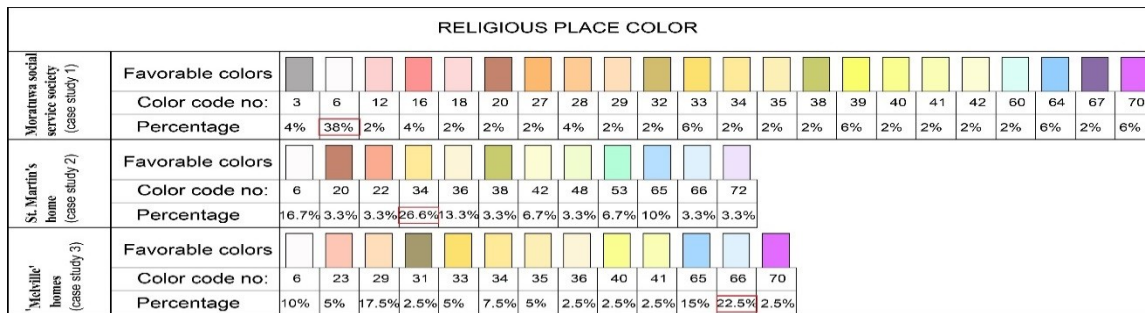 RELIGIOUS PLACE COLOR
Moratuwa social
service society
(case study 1)
Favorable colors
Color code no: 3 6 12 16 18 20 27 28 29 32 33 34 35 38 39 40 41 42 60 64 67 70
Percentage 4% 38% 2% 4% 2% 2% 2% 4% 2% 2% 6% 2% 2% 2% 6% 2% 2% 2% 2% 6% 2% 6%
St. Martin's
home
(case study 2)
Favorable colors
Color code no: 6 20 22 34 36 38 42 48 53 65 66 72
Percentage 16.7% 3.3% 3.3% 26.6% 13.3% 3.3% 6.7% 3.3% 6.7% 10% 3.3% 3.3%
'Melville'
homes
(case study 3)
Favorable colors
Color code no: 6 23 29 31 33 34 35 36 40 41 65 66 70
Percentage 10% 5% 17.5% 2.5% 5% 7.5% 5% 2.5% 2.5% 2.5% 15% 22.5% 2.5%